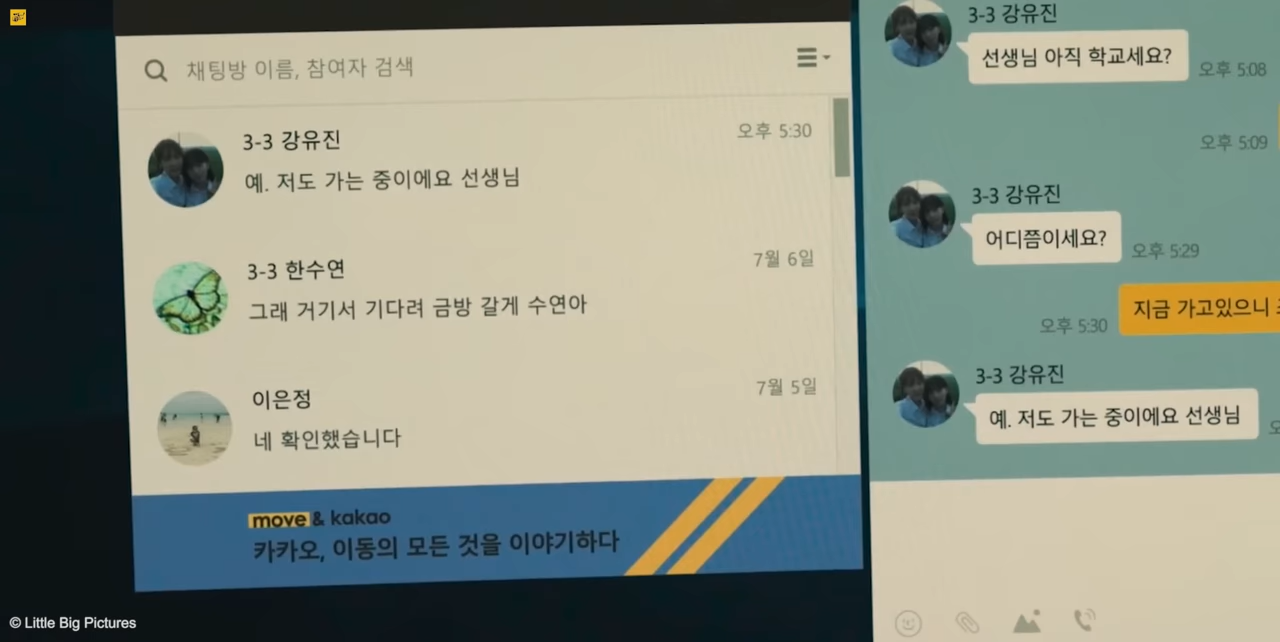 채팅방 이름, 참여자 검색
3-3 강유진
오후 5:30
예. 저도 가는 중이에요 선생님
3-3 한수연
7월 6일
그래 거기서 기다려 금방 갈게 수연아
이은정
7월 5일
네 확인했습니다
move & kakao
카카오, 이동의 모든 것을 이야기하다
3-3 강유진
선생님 아직 학교세요?
오후 5:08
오후 5:09
3-3 강유진
어디쯤이세요?
오후 5:29
지금 가고있으니
오후 5:30
3-3 강유진
예. 저도 가는 중이에요 선생님
© Little Big Pictures